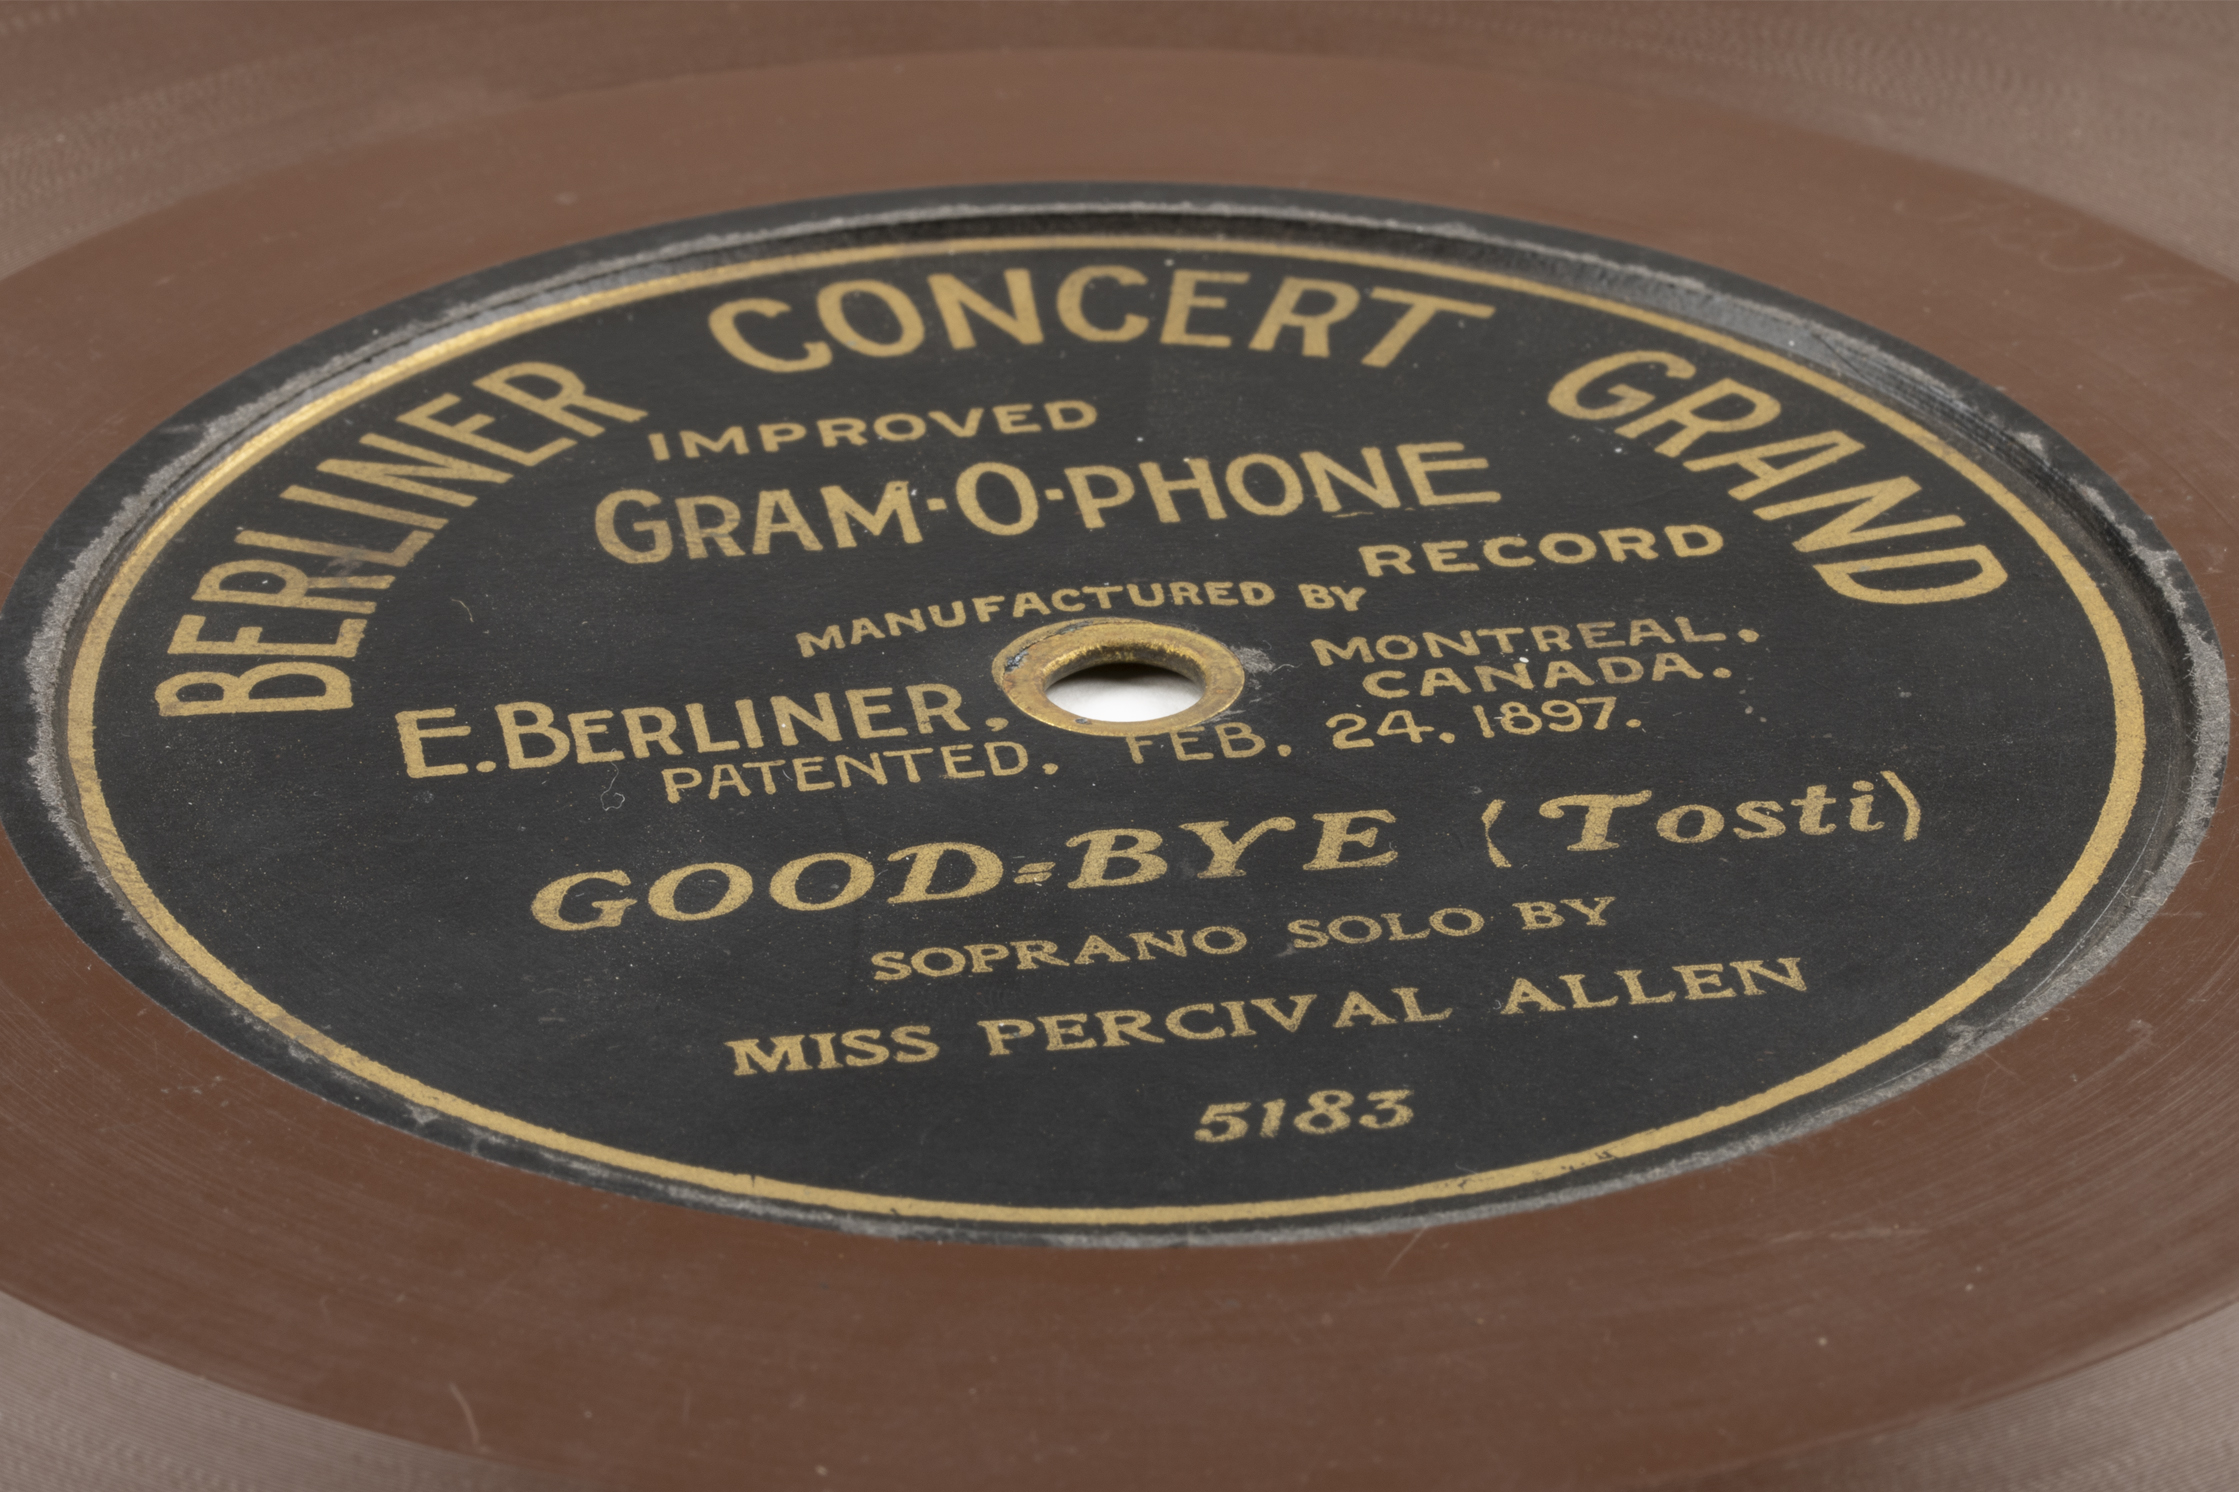 BERLINER CONCERT GRAND
IMPROVED
GRAM-O-PHONE
RECORD
MANUFACTURED BY
E. BERLINER, MONTREAL.
CANADA.
PATENTED. FEB. 24. 1897.
GOOD=BYE (Tosti)
SOPRANO SOLO BY
MISS PERCIVAL ALLEN
5183